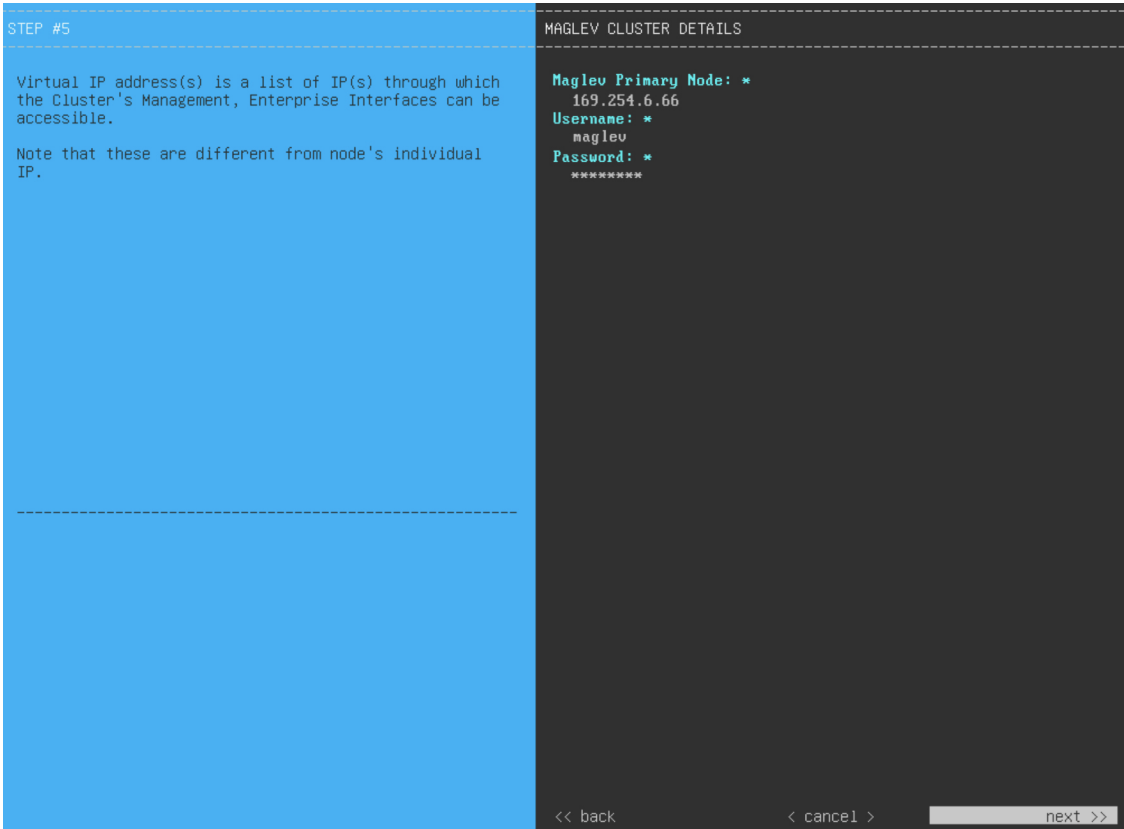 STEP #5
Virtual IP address(s) is a list of IP(s) through which
the Cluster's Management, Enterprise Interfaces can be
accessible.
Note that these are different from node's individual
IP.
MAGLEV CLUSTER DETAILS
Maglev Primary Node: *
169.254.6.66
Username: *
maglev
Password: *
********
<< back
< cancel >
next >>